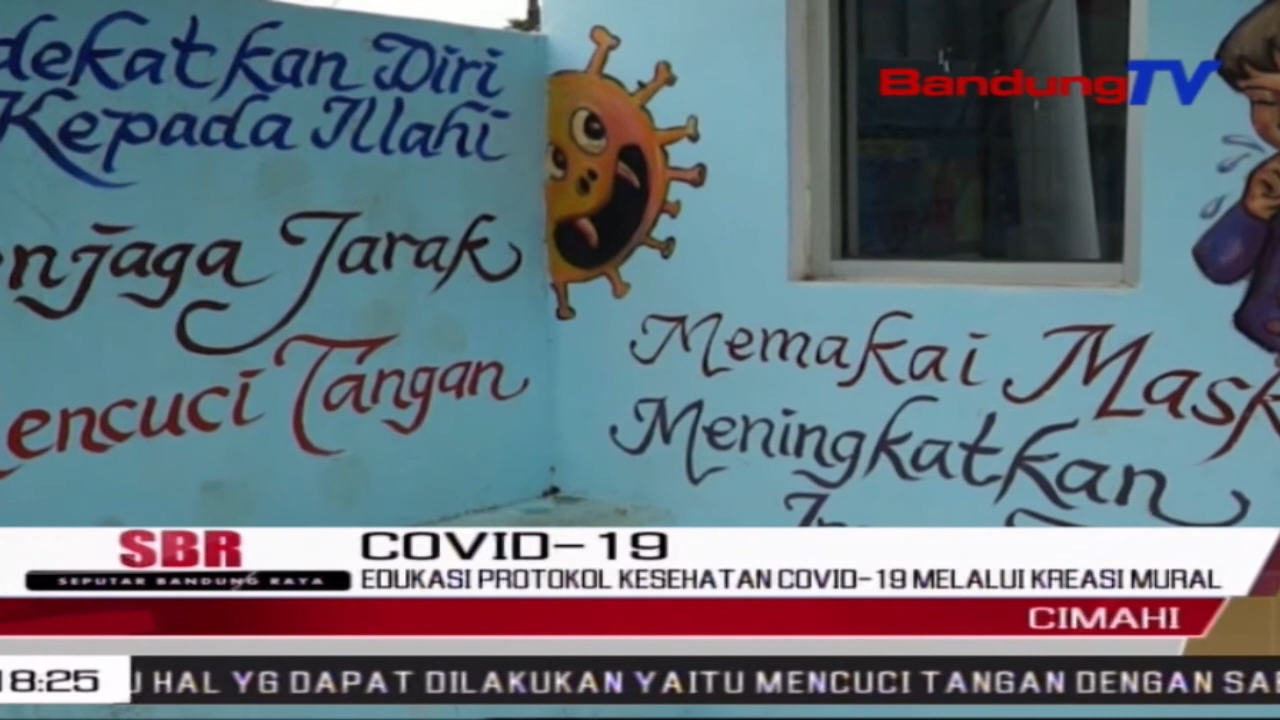 dekatkan Diri
Kepada Illahi
BandungTV
njaga Jarak
encuci Tangan
Memakai Mask
Meningkatkan
SBR
SEPUTAR BANDUNG RAYA
COVID-19
EDUKASI PROTOKOL KESEHATAN COVID-19 MELALUI KREASI MURAL
CIMAHI
18:25
U HAL YG DAPAT DILAKUKAN YAITU MENCUCI TANGAN DENGAN SA